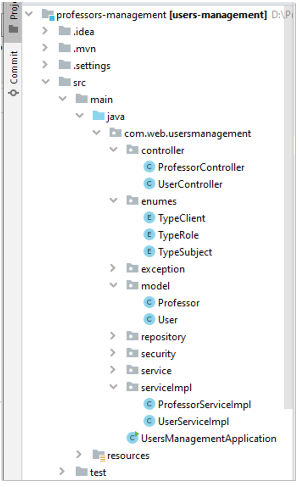 Proj
Commit
professors-management [users-management] D:\P
.idea
.mvn
.settings
src
main
java
com.web.usersmanagement
controller
C ProfessorController
C UserController
enumes
E TypeClient
E TypeRole
E TypeSubject
exception
model
C Professor
C User
repository
security
service
serviceImpl
C ProfessorServiceImpl
C UserServiceImpl
C UsersManagementApplication
resources
test